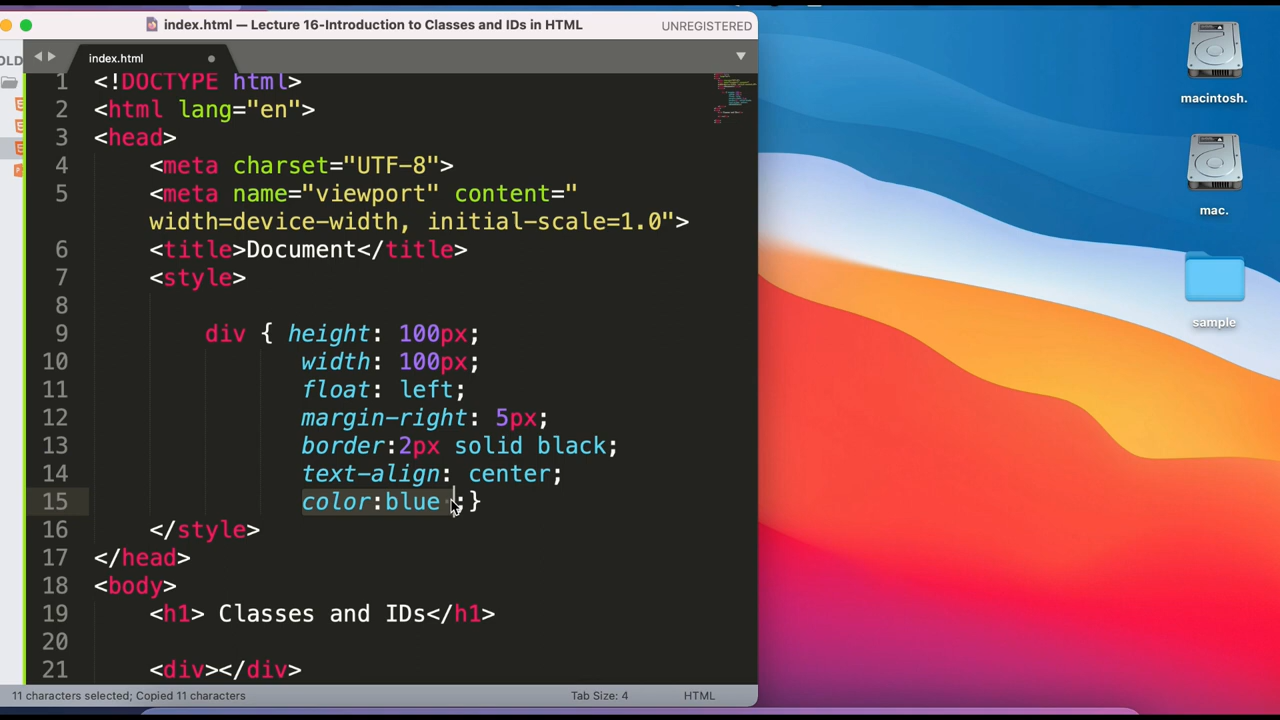 index.html — Lecture 16-Introduction to Classes and IDs in HTML
UNREGISTERED
OLD
index.html
1 <!DOCTYPE html>
2 <html lang="en">
3 <head>
4 <meta charset="UTF-8">
5 <meta name="viewport" content="
width=device-width, initial-scale=1.0">
6 <title>Document</title>
7 <style>
8
9 div { height: 100px;
10 width: 100px;
11 float: left;
12 margin-right: 5px;
13 border:2px solid black;
14 text-align: center;
15 color:blue ;}
16 </style>
17 </head>
18 <body>
19 <h1> Classes and IDs</h1>
20
21 <div></div>
11 characters selected; Copied 11 characters
Tab Size: 4
HTML
macintosh.
mac.
sample